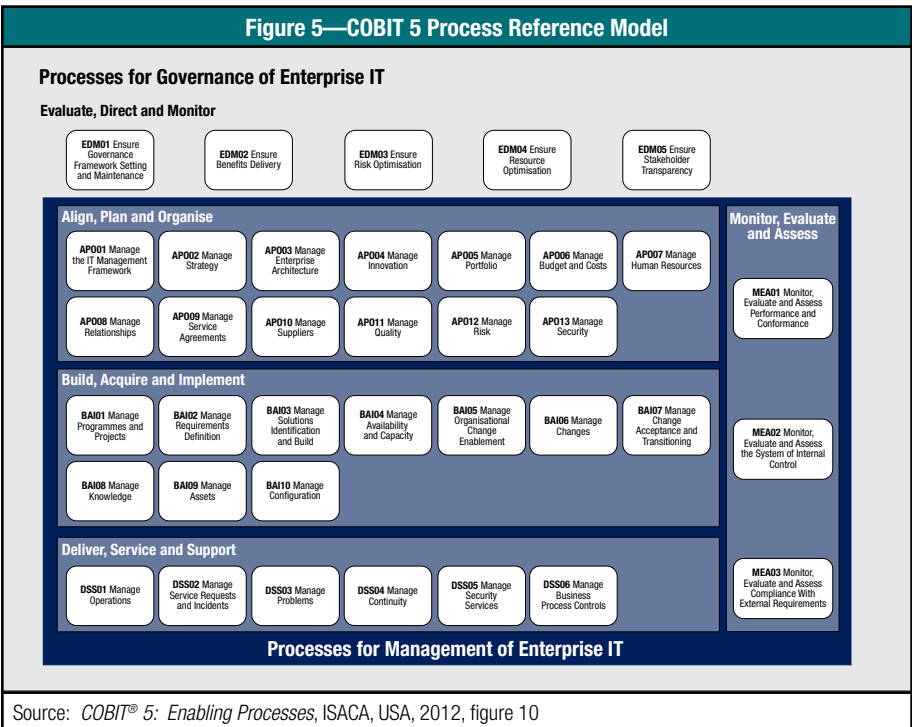 Figure 5—COBIT 5 Process Reference Model
Processes for Governance of Enterprise IT
Evaluate, Direct and Monitor
EDM01 Ensure
Governance
Framework Setting
and Maintenance
EDM02 Ensure
Benefits Delivery
EDM03 Ensure
Risk Optimisation
EDM04 Ensure
Resource
Optimisation
EDM05 Ensure
Stakeholder
Transparency
Align, Plan and Organise
APO01 Manage
the IT Management
Framework
APO02 Manage
Strategy
APO03 Manage
Enterprise
Architecture
APO04 Manage
Innovation
APO05 Manage
Portfolio
APO06 Manage
Budget and Costs
APO07 Manage
Human Resources
APO08 Manage
Relationships
APO09 Manage
Service
Agreements
APO10 Manage
Suppliers
APO11 Manage
Quality
APO12 Manage
Risk
APO13 Manage
Security
Build, Acquire and Implement
BAI01 Manage
Programmes and
Projects
BAI02 Manage
Requirements
Definition
BAI03 Manage
Solutions
Identification
and Build
BAI04 Manage
Availability
and Capacity
BAI05 Manage
Organisational
Change
Enablement
BAI06 Manage
Changes
BAI07 Manage
Change
Acceptance and
Transitioning
BAI08 Manage
Knowledge
BAI09 Manage
Assets
BAI10 Manage
Configuration
Deliver, Service and Support
DSS01 Manage
Operations
DSS02 Manage
Service Requests
and Incidents
DSS03 Manage
Problems
DSS04 Manage
Continuity
DSS05 Manage
Security
Services
DSS06 Manage
Business
Process Controls
Monitor, Evaluate
and Assess
MEA01 Monitor,
Evaluate and Assess
Performance and
Conformance
MEA02 Monitor,
Evaluate and Assess
the System of Internal
Control
MEA03 Monitor,
Evaluate and Assess
Compliance With
External Requirements
Processes for Management of Enterprise IT
Source: COBIT® 5: Enabling Processes, ISACA, USA, 2012, figure 10